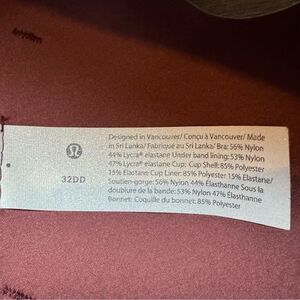 Designed in Vancouver/ Conçu à Vancouver/ Made
in Sri Lanka/ Fabriqué au Sri Lanka/ Bra: 56% Nylon
44% Lycra® elastane Under band lining: 53% Nylon
47% Lycra® elastane Cup: Cup Shell: 85% Polyester
15% Elastane Cup Liner: 85% Polyester 15% Elastane/
Soutien-gorge: 56% Nylon 44% Élasthanne Sous la
doublure de la bande: 53% Nylon 47% Élasthanne
Bonnet: Coquille du bonnet: 85% Polyester
32DD